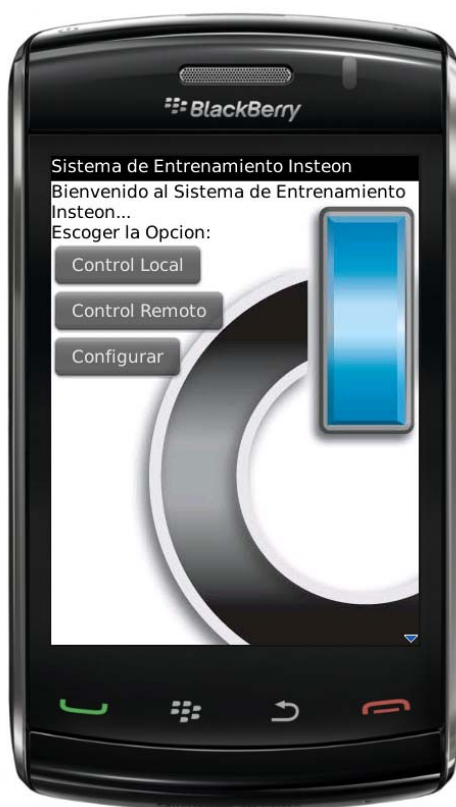 BlackBerry
Sistema de Entrenamiento Insteon
Bienvenido al Sistema de Entrenamiento
Insteon...
Escoger la Opcion:
Control Local
Control Remoto
Configurar